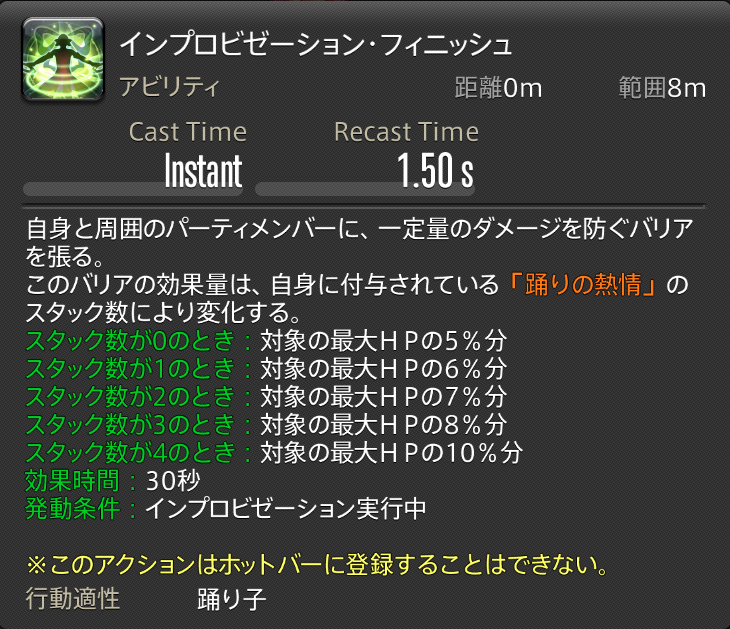 インプロビゼーション・フィニッシュ
アビリティ 距離0m 範囲8m
Cast Time Recast Time
Instant 1.50 s
自身と周囲のパーティメンバーに、一定量のダメージを防ぐバリア
を張る。
このバリアの効果量は、自身に付与されている「踊りの熱情」の
スタック数により変化する。
スタック数が0のとき：対象の最大ＨＰの5％分
スタック数が1のとき：対象の最大ＨＰの6％分
スタック数が2のとき：対象の最大ＨＰの7％分
スタック数が3のとき：対象の最大ＨＰの8％分
スタック数が4のとき：対象の最大ＨＰの10％分
効果時間：30秒
発動条件：インプロビゼーション実行中
※このアクションはホットバーに登録することはできない。
行動適性 踊り子